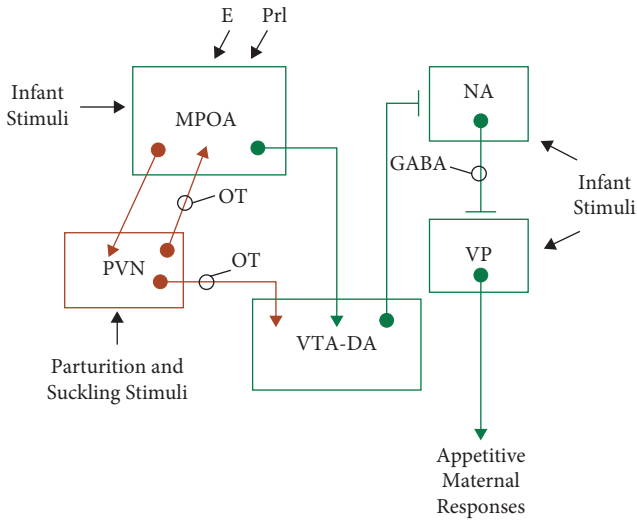 E Prl
Infant
Stimuli
MPOA
NA
GABA
OT
Infant
Stimuli
PVN
OT
VP
VTA-DA
Parturition and
Suckling Stimuli
Appetitive
Maternal
Responses